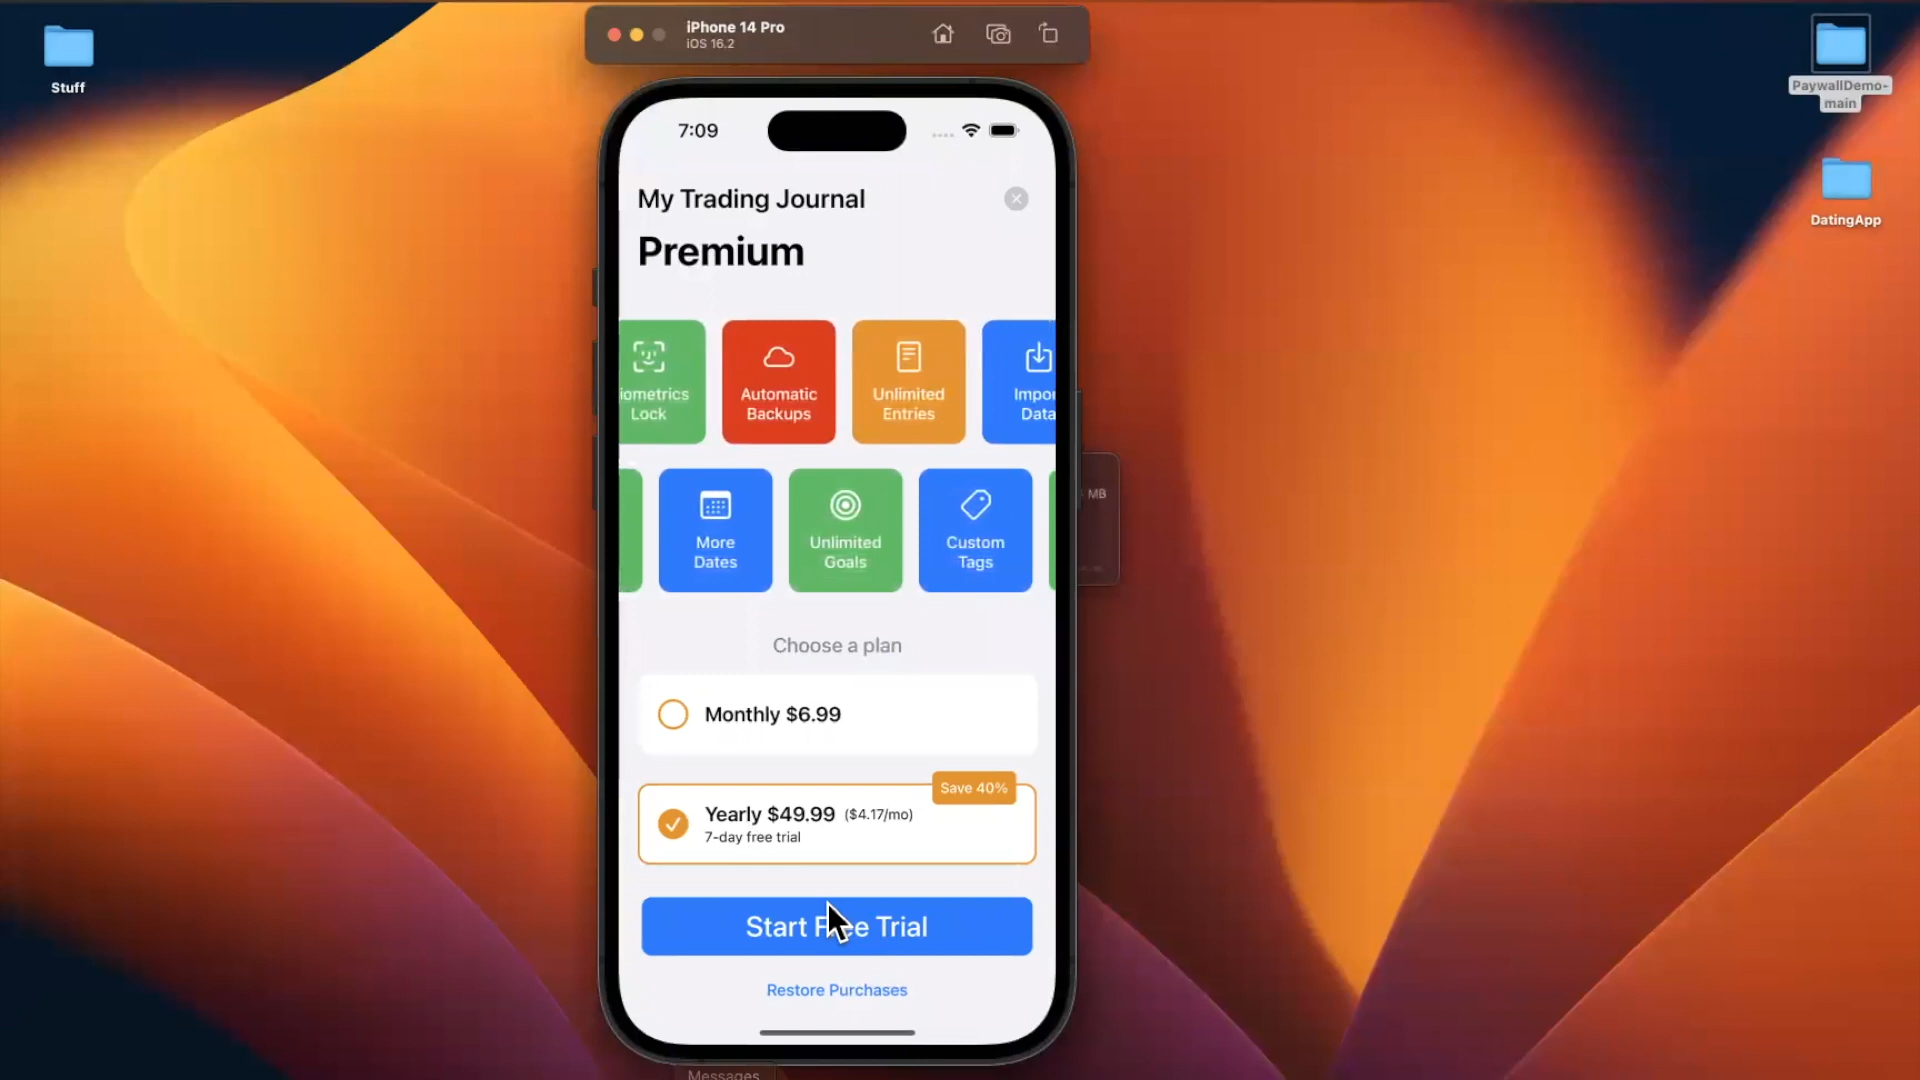 iPhone 14 Pro
iOS 16.2
Stuff
PaywallDemo-
main
DatingApp
7:09
My Trading Journal
Premium
iometrics
Lock
Automatic
Backups
Unlimited
Entries
Impor
Data
More
Dates
Unlimited
Goals
Custom
Tags
MB
Choose a plan
Monthly $6.99
Save 40%
Yearly $49.99 ($4.17/mo)
7-day free trial
Start Free Trial
Restore Purchases
Messages